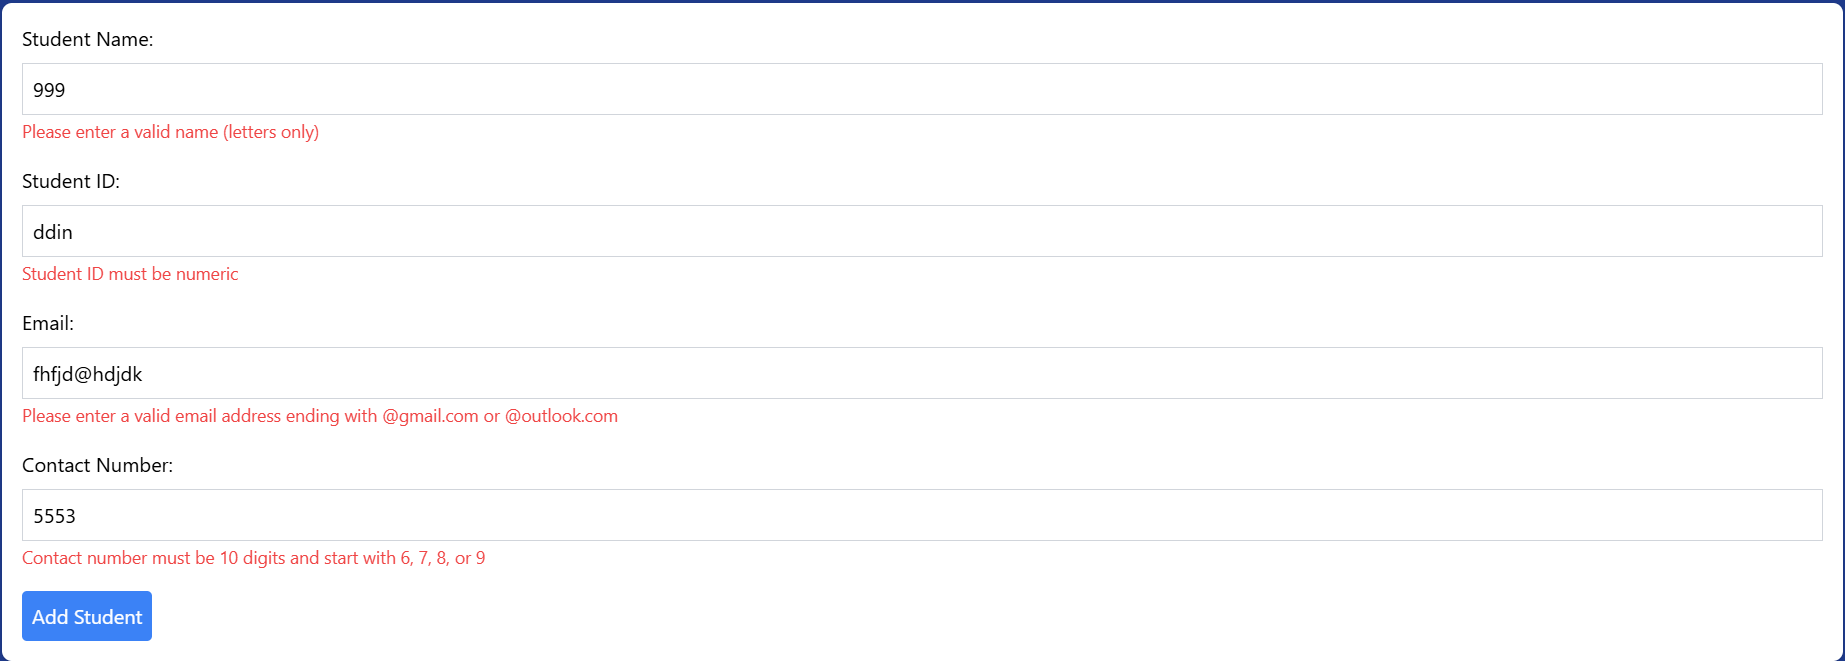 Student Name:
999
Please enter a valid name (letters only)
Student ID:
ddin
Student ID must be numeric
Email:
fhfjd@hdjdk
Please enter a valid email address ending with @gmail.com or @outlook.com
Contact Number:
5553
Contact number must be 10 digits and start with 6, 7, 8, or 9
Add Student